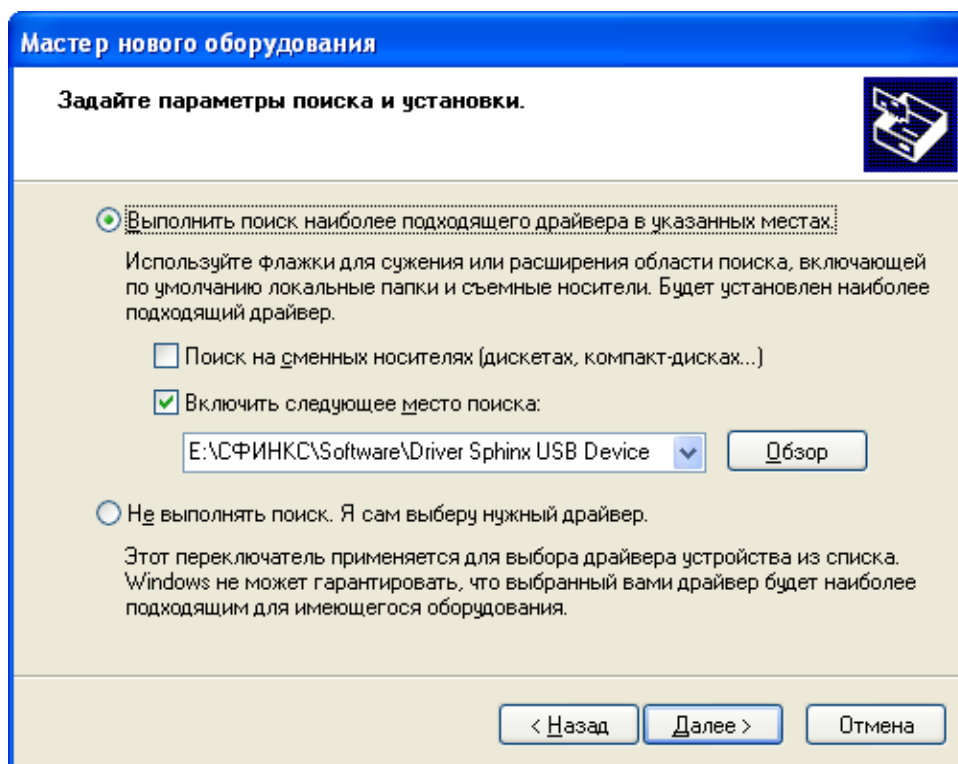 Мастер нового оборудования
Задайте параметры поиска и установки.
Выполнить поиск наиболее подходящего драйвера в указанных местах.
Используйте флажки для сужения или расширения области поиска, включающей
по умолчанию локальные папки и съемные носители. Будет установлен наиболее
подходящий драйвер.
Поиск на сменных носителях (дискетах, компакт-дисках...)
Включить следующее место поиска:
E:\СФИНКС\Software\Driver Sphinx USB Device
Обзор
Не выполнять поиск. Я сам выберу нужный драйвер.
Этот переключатель применяется для выбора драйвера устройства из списка.
Windows не может гарантировать, что выбранный вами драйвер будет наиболее
подходящим для имеющегося оборудования.
< Назад
Далее >
Отмена